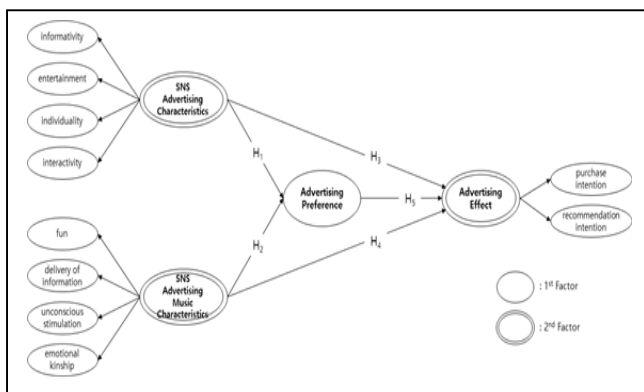 informativity
entertainment
individuality
interactivity
SNS
Advertising
Characteristics
H1
H3
Advertising
Preference
H5
Advertising
Effect
purchase
intention
recommendation
intention
H2
H4
fun
delivery of
information
unconscious
stimulation
emotional
kinship
SNS
Advertising
Music
Characteristics
: 1st Factor
: 2nd Factor